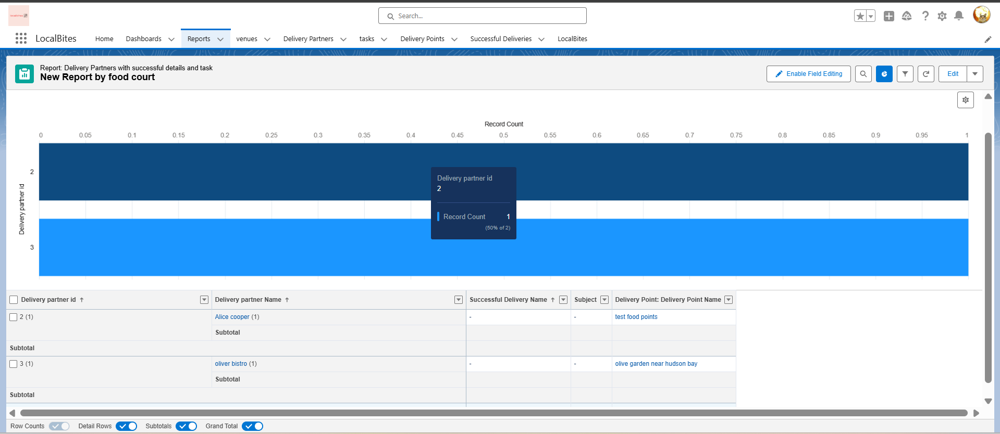 Search...
LocalBites
Home
Dashboards
Reports
venues
Delivery Partners
tasks
Delivery Points
Successful Deliveries
LocalBites
Report: Delivery Partners with successful details and task
New Report by food court
Enable Field Editing
Edit
Record Count
0 0.05 0.1 0.15 0.2 0.25 0.3 0.35 0.4 0.45 0.5 0.55 0.6 0.65 0.7 0.75 0.8 0.85 0.9 0.95 1
Delivery partner id
2
3
Delivery partner id
2
Record Count 1
(50% of 2)
Delivery partner id ↑ Delivery partner Name ↑ Successful Delivery Name ↑ Subject Delivery Point: Delivery Point Name
2 (1) Alice cooper (1) - - test food points
Subtotal
Subtotal
3 (1) oliver bistro (1) - - olive garden near hudson bay
Subtotal
Subtotal
Row Counts Detail Rows Subtotals Grand Total